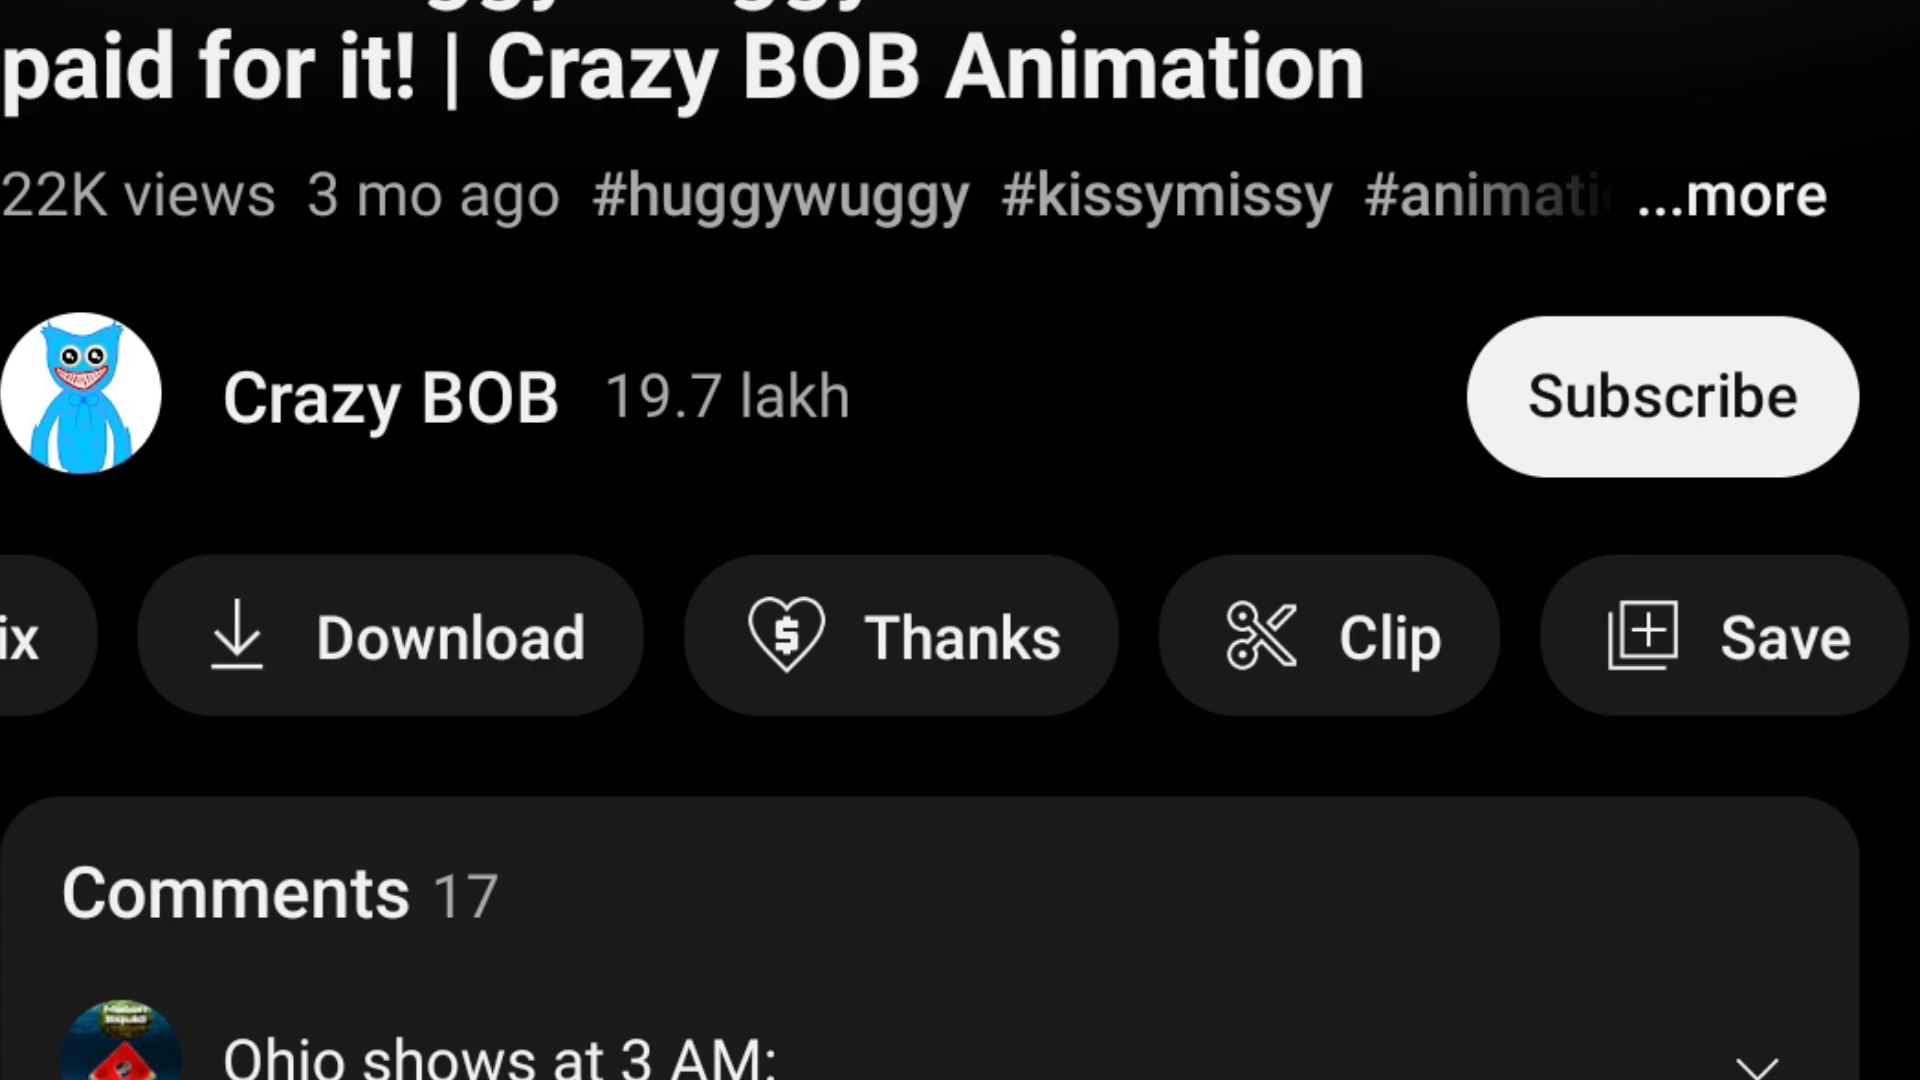 paid for it! | Crazy BOB Animation
22K views 3 mo ago #huggywuggy #kissymissy #animati ...more
Crazy BOB 19.7 lakh
Subscribe
ix
Download
Thanks
Clip
Save
Comments 17
Ohio shows at 3 AM: